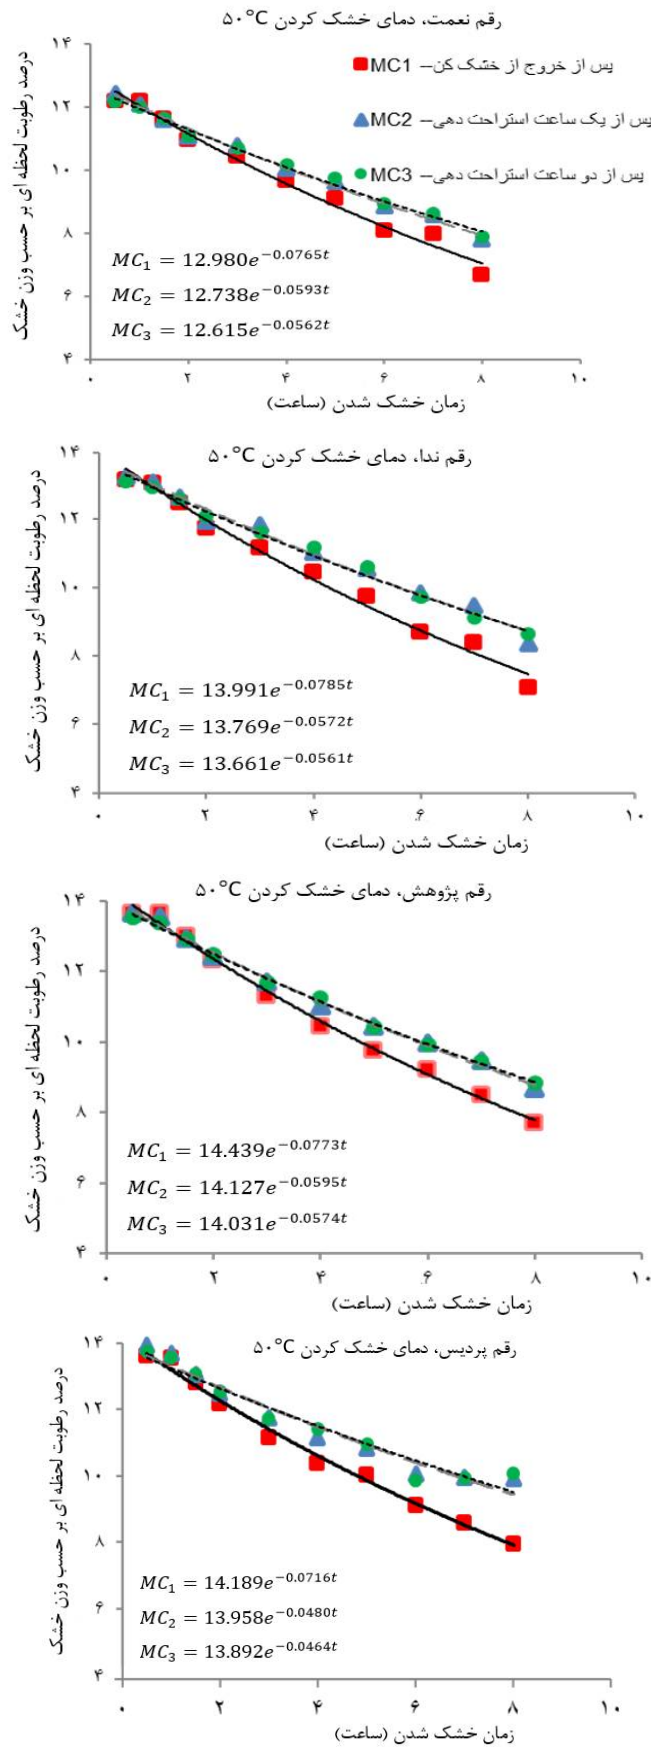 رقم نعمت، دمای خشک کردن ۵۰°C
درصد رطوبت لحظه ای بر حسب وزن خشک
۱۴
۱۲
۱۰
۸
۶
۴
MC1 -- پس از خروج از خشک کن
MC2 -- پس از یک ساعت استراحت دهی
MC3 -- پس از دو ساعت استراحت دهی
MC₁ = 12.980e^{−0.0765t}
MC₂ = 12.738e^{−0.0593t}
MC₃ = 12.615e^{−0.0562t}
۰ ۲ ۴ ۶ ۸ ۱۰
زمان خشک شدن (ساعت)
رقم ندا، دمای خشک کردن ۵۰°C
درصد رطوبت لحظه ای بر حسب وزن خشک
۱۴
۱۲
۱۰
۸
۶
۴
MC₁ = 13.991e^{−0.0785t}
MC₂ = 13.769e^{−0.0572t}
MC₃ = 13.661e^{−0.0561t}
۰ ۲ ۴ ۶ ۸ ۱۰
زمان خشک شدن (ساعت)
رقم پژوهش، دمای خشک کردن ۵۰°C
درصد رطوبت لحظه ای بر حسب وزن خشک
۱۴
۱۲
۱۰
۸
۶
۴
MC₁ = 14.439e^{−0.0773t}
MC₂ = 14.127e^{−0.0595t}
MC₃ = 14.031e^{−0.0574t}
۰ ۲ ۴ ۶ ۸ ۱۰
زمان خشک شدن (ساعت)
رقم پردیس، دمای خشک کردن ۵۰°C
درصد رطوبت لحظه ای بر حسب وزن خشک
۱۴
۱۲
۱۰
۸
۶
۴
MC₁ = 14.189e^{−0.0716t}
MC₂ = 13.958e^{−0.0480t}
MC₃ = 13.892e^{−0.0464t}
۰ ۲ ۴ ۶ ۸ ۱۰
زمان خشک شدن (ساعت)